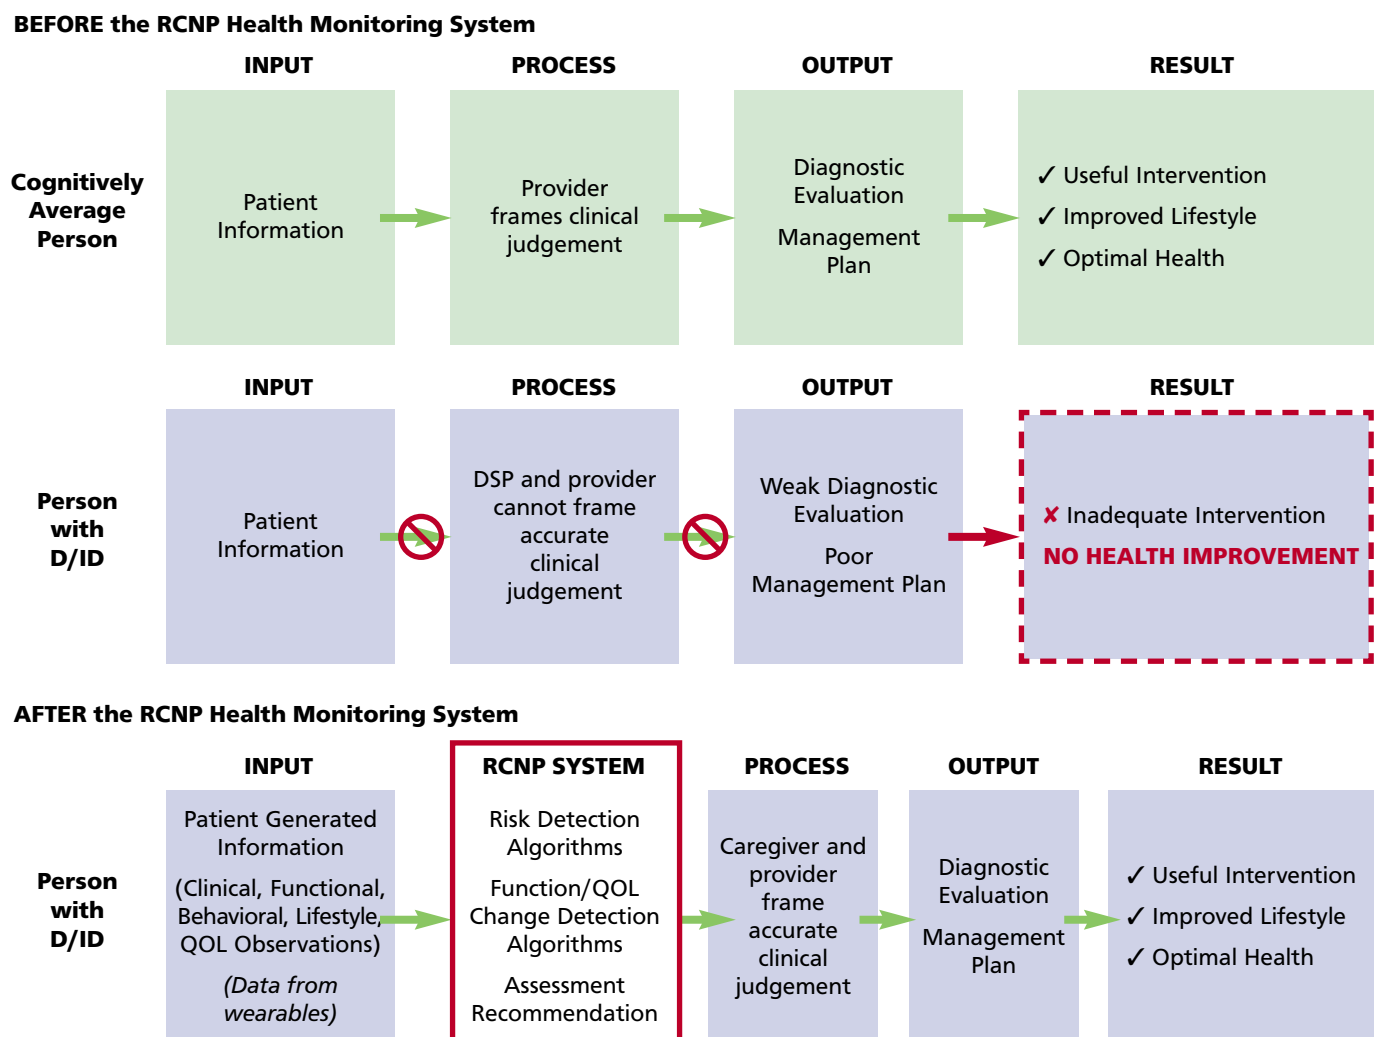 BEFORE the RCNP Health Monitoring System
INPUT
PROCESS
OUTPUT
RESULT
Cognitively
Average
Person
Patient
Information
Provider
frames clinical
judgement
Diagnostic
Evaluation
Management
Plan
✓ Useful Intervention
✓ Improved Lifestyle
✓ Optimal Health
INPUT
PROCESS
OUTPUT
RESULT
Person
with
D/ID
Patient
Information
DSP and provider
cannot frame
accurate
clinical
judgement
Weak Diagnostic
Evaluation
Poor
Management Plan
✘ Inadequate Intervention
NO HEALTH IMPROVEMENT
AFTER the RCNP Health Monitoring System
INPUT
RCNP SYSTEM
PROCESS
OUTPUT
RESULT
Person
with
D/ID
Patient Generated
Information
(Clinical, Functional,
Behavioral, Lifestyle,
QOL Observations)
(Data from
wearables)
Risk Detection
Algorithms
Function/QOL
Change Detection
Algorithms
Assessment
Recommendation
Caregiver and
provider
frame
accurate
clinical
judgement
Diagnostic
Evaluation
Management
Plan
✓ Useful Intervention
✓ Improved Lifestyle
✓ Optimal Health